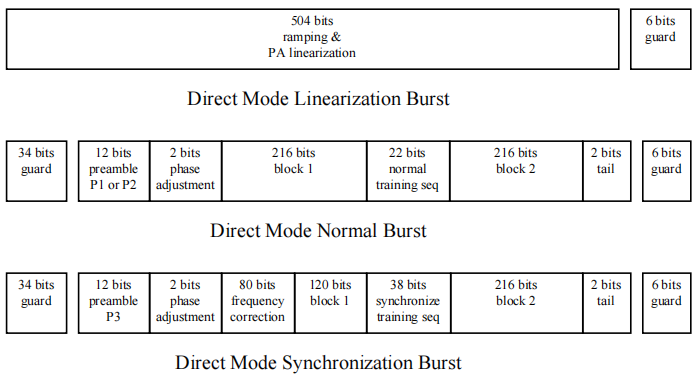 504 bits
ramping &
PA linearization
6 bits
guard
Direct Mode Linearization Burst
34 bits
guard
12 bits
preamble
P1 or P2
2 bits
phase
adjustment
216 bits
block 1
22 bits
normal
training seq
216 bits
block 2
2 bits
tail
6 bits
guard
Direct Mode Normal Burst
34 bits
guard
12 bits
preamble
P3
2 bits
phase
adjustment
80 bits
frequency
correction
120 bits
block 1
38 bits
synchronize
training seq
216 bits
block 2
2 bits
tail
6 bits
guard
Direct Mode Synchronization Burst